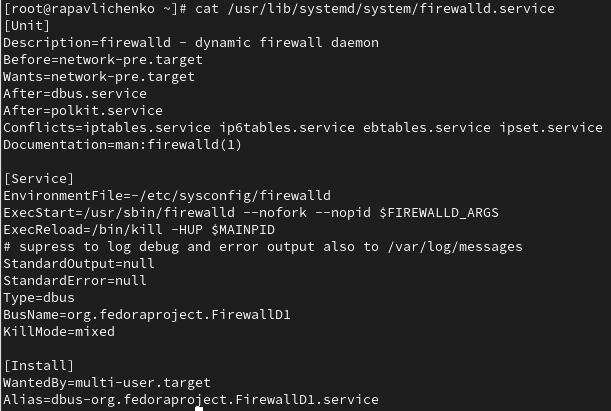 [root@rapavlichenko ~]# cat /usr/lib/systemd/system/firewalld.service
[Unit]
Description=firewalld - dynamic firewall daemon
Before=network-pre.target
Wants=network-pre.target
After=dbus.service
After=polkit.service
Conflicts=iptables.service ip6tables.service ebtables.service ipset.service
Documentation=man:firewalld(1)

[Service]
EnvironmentFile=-/etc/sysconfig/firewalld
ExecStart=/usr/sbin/firewalld --nofork --nopid $FIREWALLD_ARGS
ExecReload=/bin/kill -HUP $MAINPID
# supress to log debug and error output also to /var/log/messages
StandardOutput=null
StandardError=null
Type=dbus
BusName=org.fedoraproject.FirewallD1
KillMode=mixed

[Install]
WantedBy=multi-user.target
Alias=dbus-org.fedoraproject.FirewallD1.service